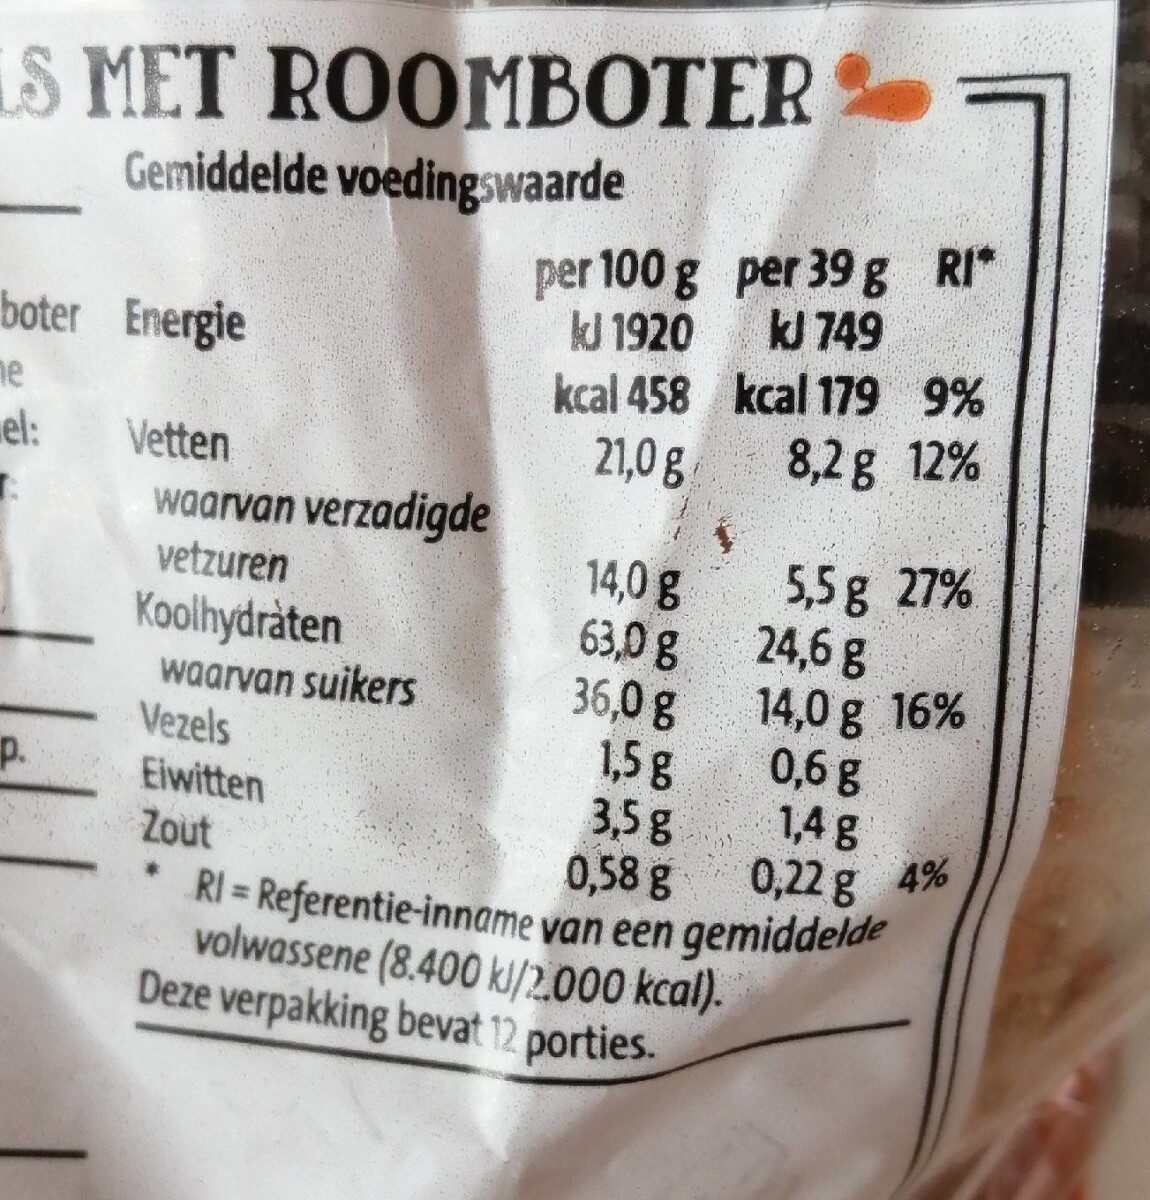 LS MET ROOMBOTER
Gemiddelde voedingswaarde
per 100 g per 39 g RI*
boter
Energie kJ 1920 kJ 749
kcal 458 kcal 179 9%
el:
Vetten 21,0 g 8,2 g 12%
waarvan verzadigde
vetzuren 14,0 g 5,5 g 27%
Koolhydraten 63,0 g 24,6 g
waarvan suikers 36,0 g 14,0 g 16%
Vezels 1,5 g 0,6 g
p.
Eiwitten 3,5 g 1,4 g
Zout 0,58 g 0,22 g 4%
* RI = Referentie-inname van een gemiddelde
volwassene (8.400 kJ/2.000 kcal).
Deze verpakking bevat 12 porties.